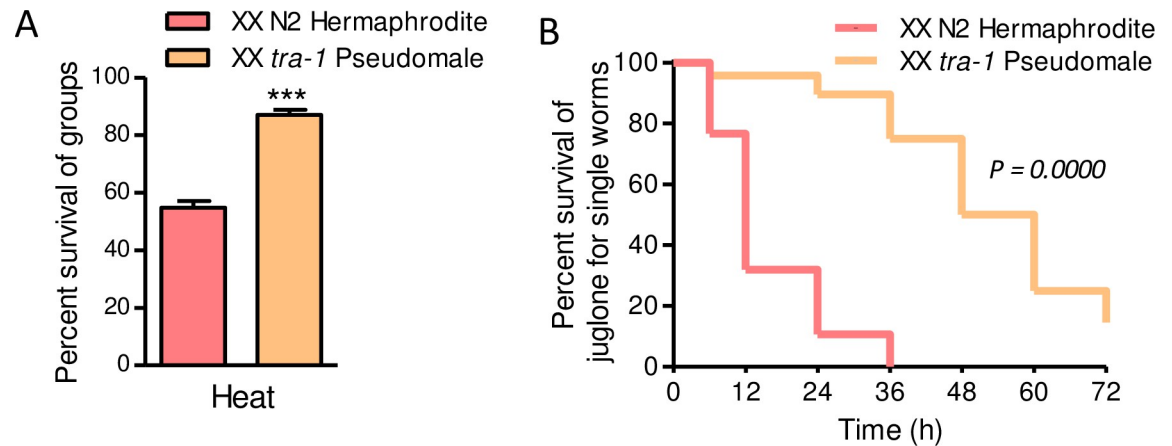 A
XX N2 Hermaphrodite
XX tra-1 Pseudomale
Percent survival of groups
100
80
60
40
20
0
***
Heat
B
XX N2 Hermaphrodite
XX tra-1 Pseudomale
Percent survival of
juglone for single worms
100
80
60
40
20
0
P = 0.0000
0 12 24 36 48 60 72
Time (h)